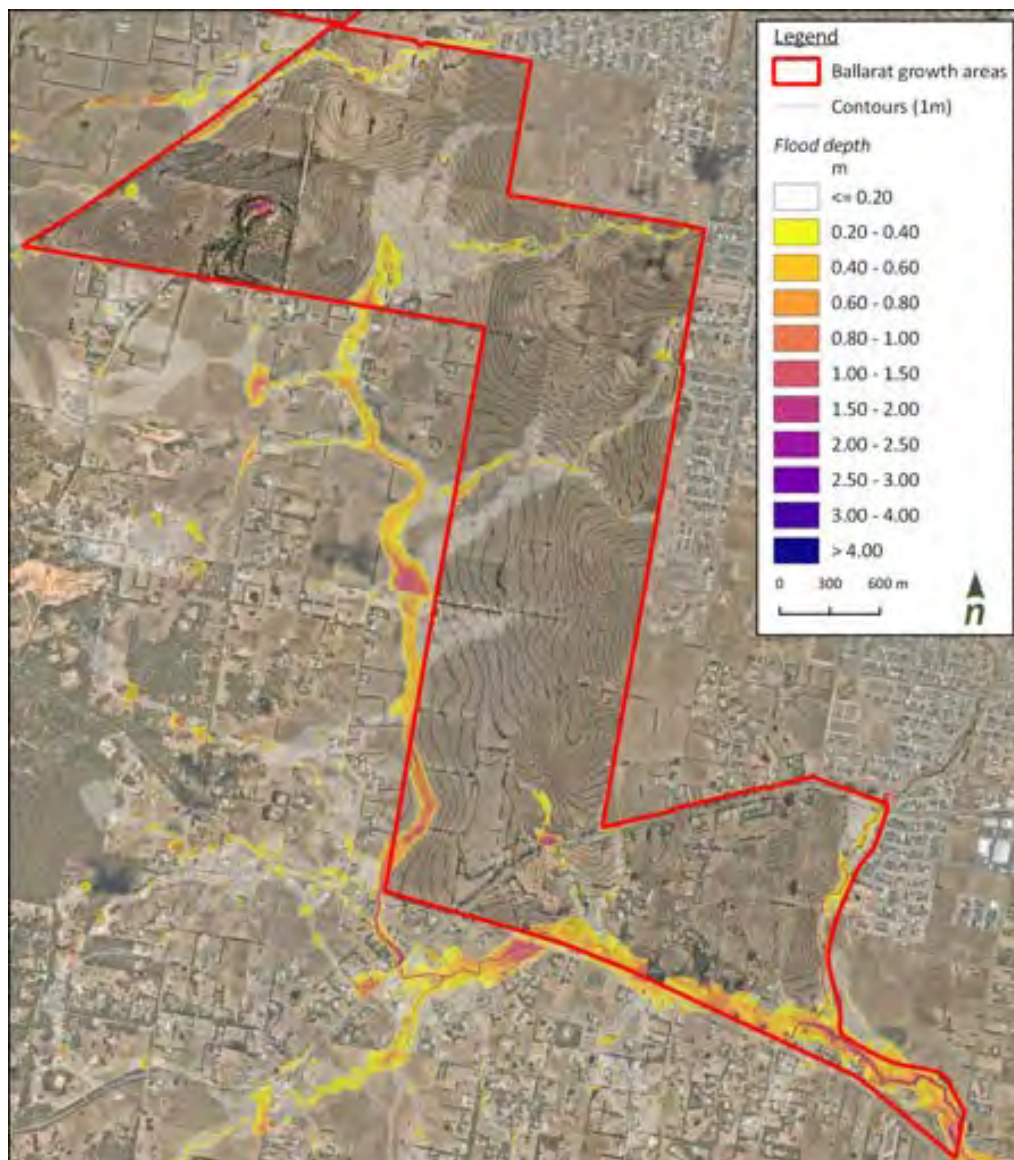 Legend
Ballarat growth areas
Contours (1m)
Flood depth
m
<= 0.20
0.20 - 0.40
0.40 - 0.60
0.60 - 0.80
0.80 - 1.00
1.00 - 1.50
1.50 - 2.00
2.00 - 2.50
2.50 - 3.00
3.00 - 4.00
> 4.00
0 300 600 m
n